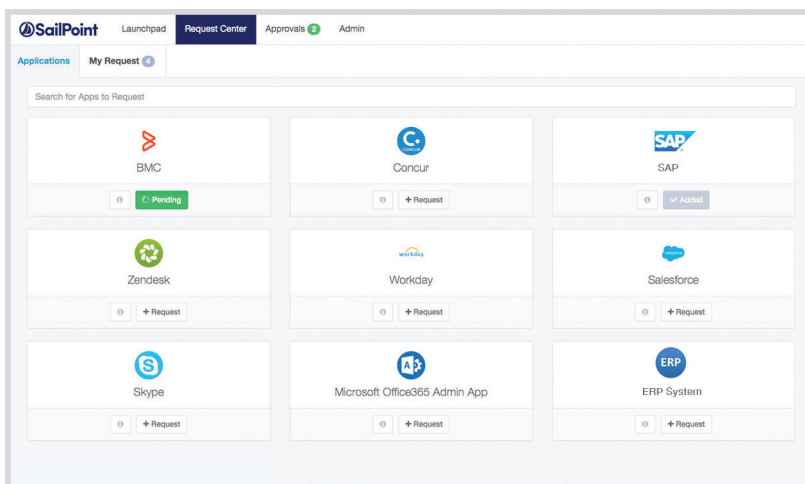 SailPoint Launchpad Request Center Approvals 2 Admin
Applications My Request 4
Search for Apps to Request
BMC
Pending
C.
CONCUR
Concur
+ Request
SAP
SAP
Added
Zendesk
+ Request
workday
Workday
+ Request
salesforce
Salesforce
+ Request
S
Skype
+ Request
A
Microsoft Office365 Admin App
+ Request
ERP
ERP System
+ Request